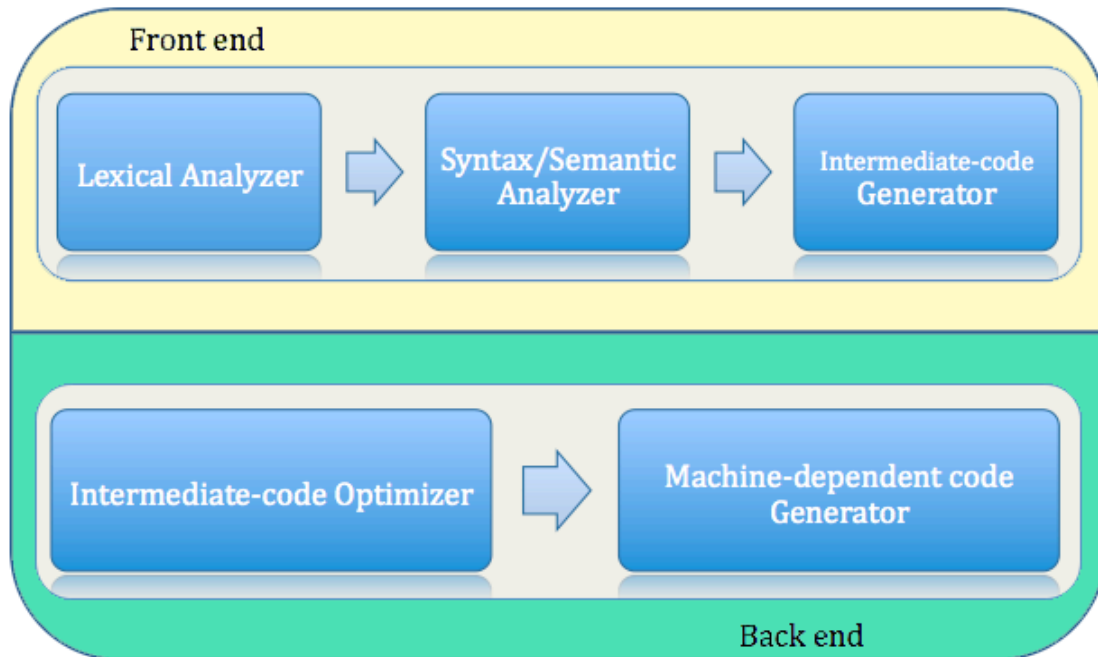 Front end
Lexical Analyzer
Syntax/Semantic
Analyzer
Intermediate-code
Generator
Intermediate-code Optimizer
Machine-dependent code
Generator
Back end